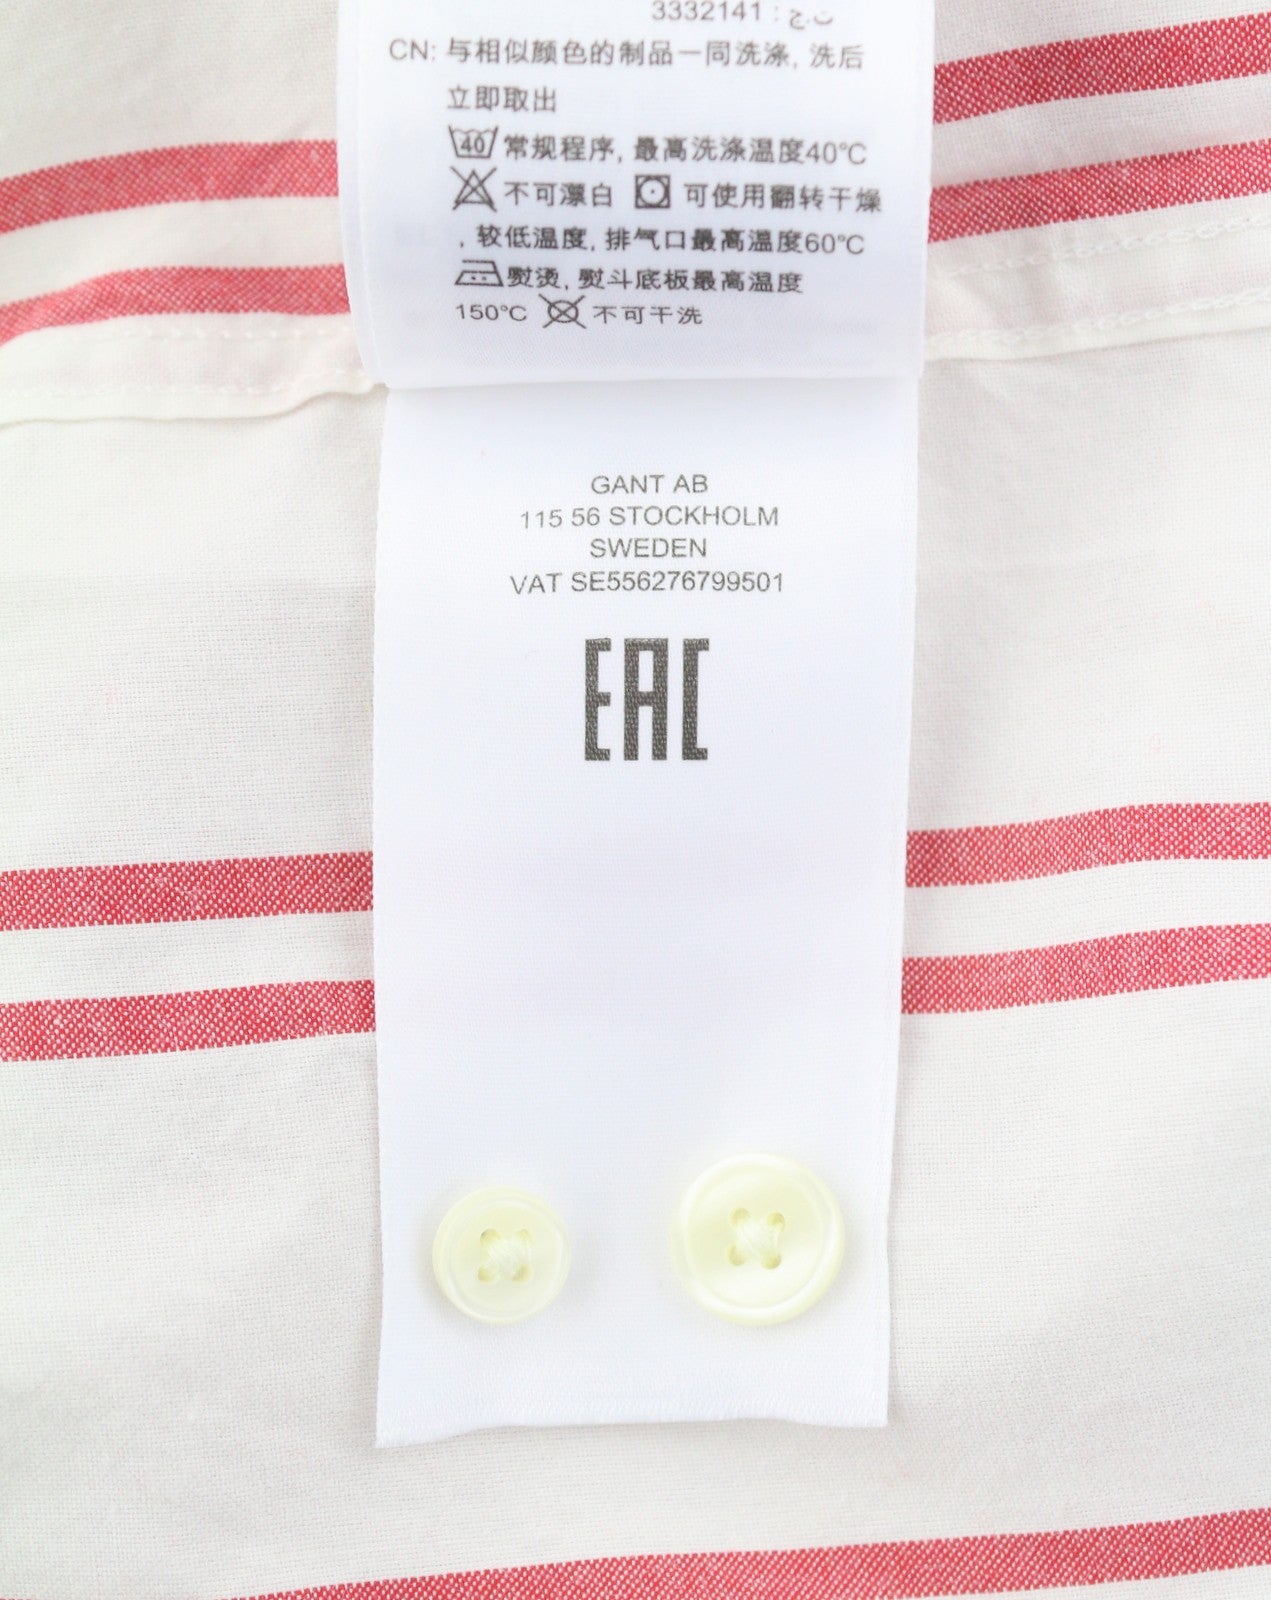 3332141 : ت.ج
CN: 与相似颜色的制品一同洗涤, 洗后
立即取出
40 常规程序, 最高洗涤温度40°C
不可漂白 可使用翻转干燥
, 较低温度, 排气口最高温度60°C
熨烫, 熨斗底板最高温度
150°C 不可干洗
GANT AB
115 56 STOCKHOLM
SWEDEN
VAT SE556276799501
EAC